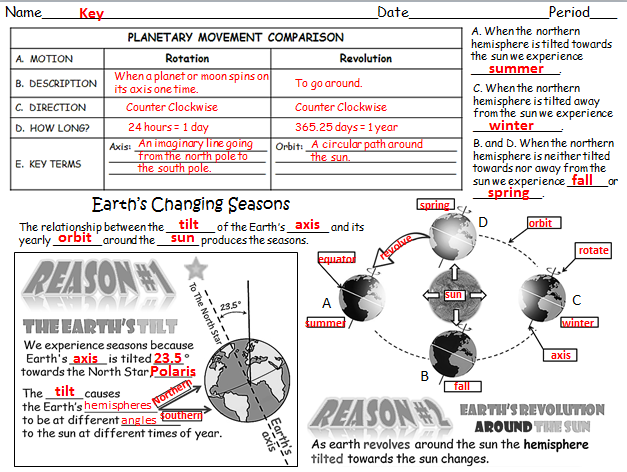 Name Key Date Period
PLANETARY MOVEMENT COMPARISON
A. MOTION Rotation Revolution
B. DESCRIPTION When a planet or moon spins on its axis one time. To go around.
C. DIRECTION Counter Clockwise Counter Clockwise
D. HOW LONG? 24 hours = 1 day 365.25 days = 1 year
E. KEY TERMS Axis: An imaginary line going from the north pole to the south pole. Orbit: A circular path around the sun.
A. When the northern
hemisphere is tilted towards
the sun we experience
summer.
C. When the northern
hemisphere is tilted away
from the sun we experience
winter.
B. and D. When the northern
hemisphere is neither tilted
towards nor away from the
sun we experience fall or
spring.
Earth's Changing Seasons
The relationship between the tilt of the Earth's axis and its
yearly orbit around the sun produces the seasons.
REASON #1
THE EARTH'S TILT
We experience seasons because
Earth's axis is tilted 23.5°
towards the North Star, Polaris
The tilt causes
the Earth's hemispheres
to be at different angles
to the sun at different times of year.
Northern
southern
To The North Star
23.5°
Earth's
axis
spring
D
orbit
revolve
rotate
equator
A
sun
C
summer
winter
axis
B
fall
REASON #2
EARTH'S REVOLUTION
AROUND THE SUN
As earth revolves around the sun the hemisphere
tilted towards the sun changes.